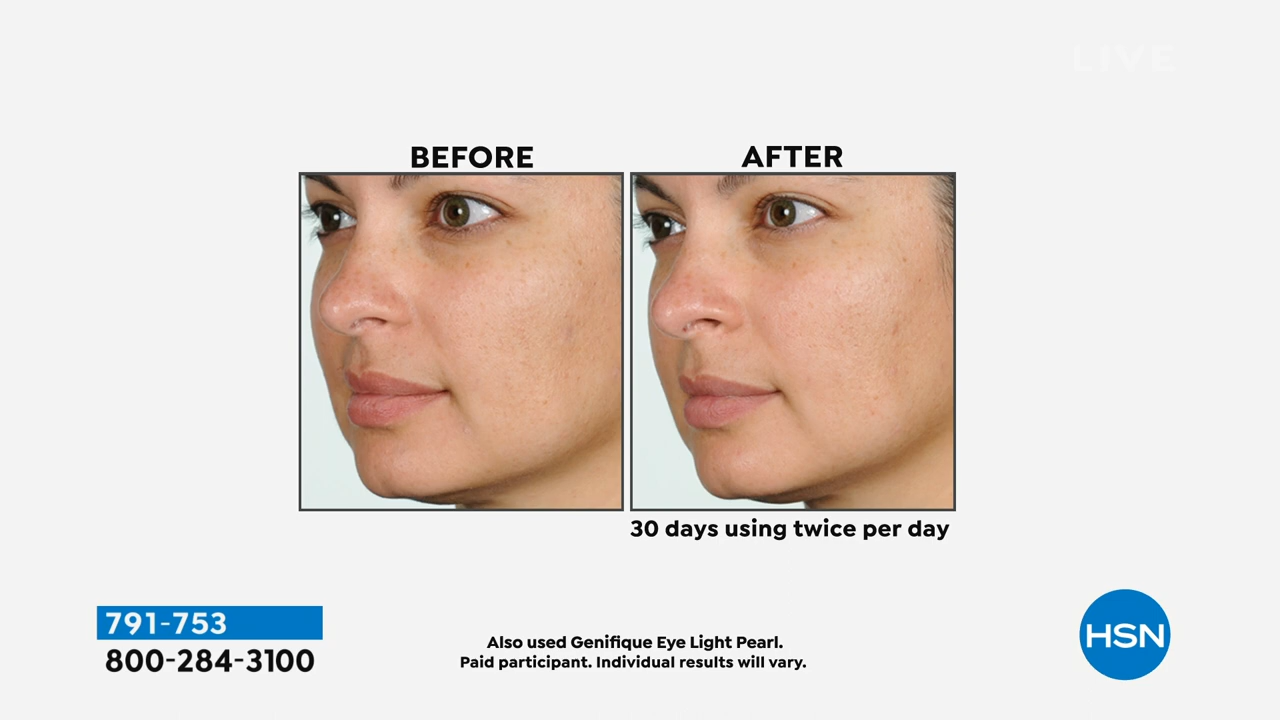 LIVE
BEFORE
AFTER
30 days using twice per day
791-753
800-284-3100
Also used Genifique Eye Light Pearl.
Paid participant. Individual results will vary.
HSN